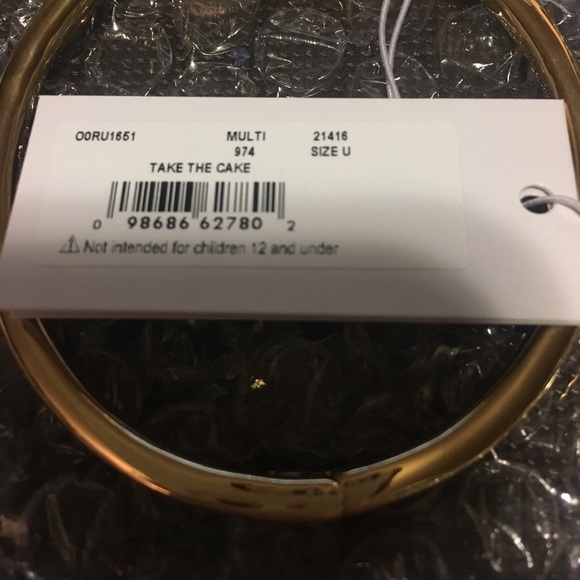 O0RU1651 MULTI 21416
974 SIZE U
TAKE THE CAKE
0 98686 62780 2
⚠ Not intended for children 12 and under